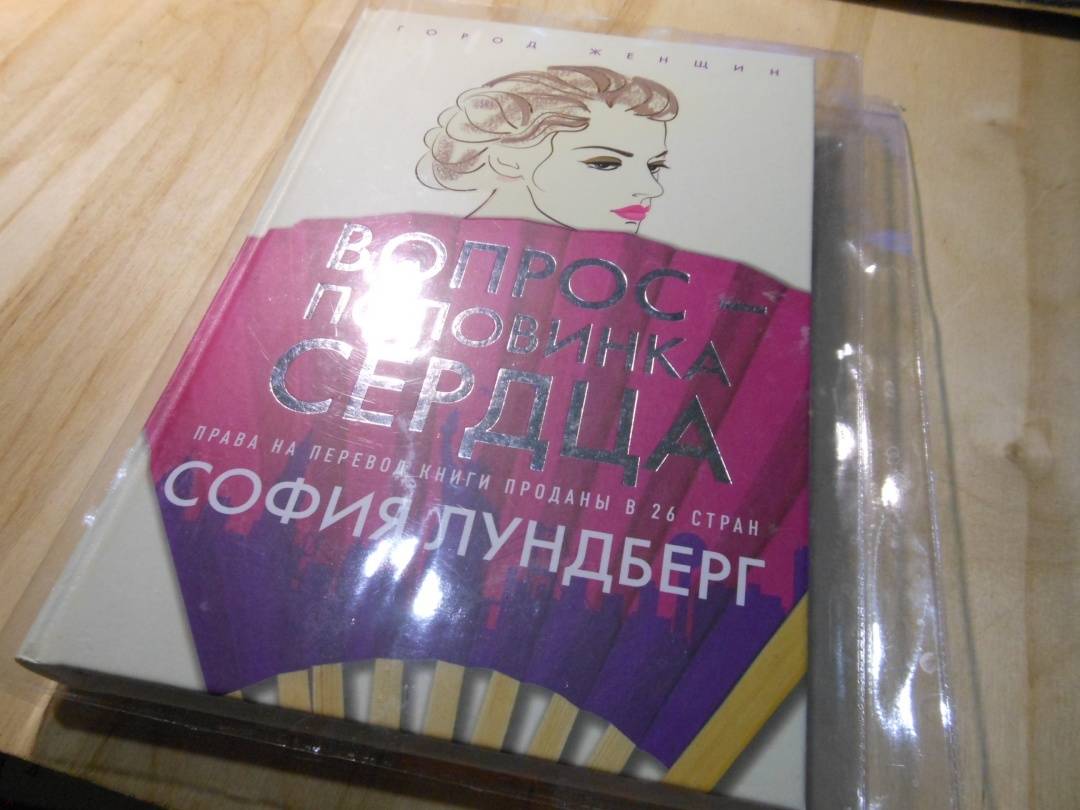 ГОРОД ЖЕНЩИН
ВОПРОС –
ПОЛОВИНКА
СЕРДЦА
ПРАВА НА ПЕРЕВОД КНИГИ ПРОДАНЫ В 26 СТРАН
СОФИЯ ЛУНДБЕРГ